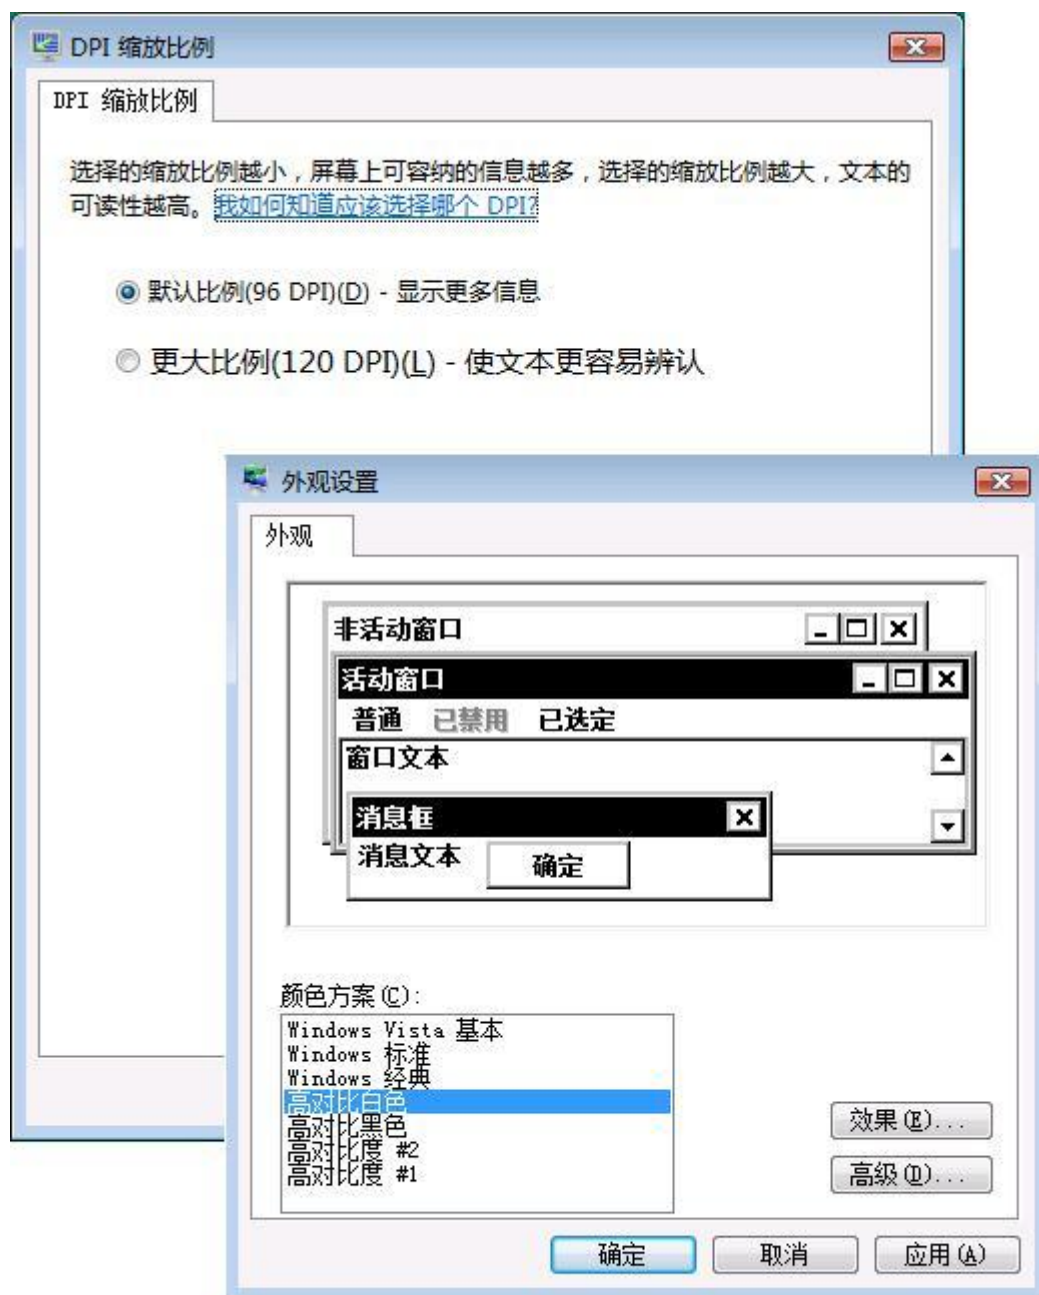 DPI 缩放比例
DPI 缩放比例
选择的缩放比例越小，屏幕上可容纳的信息越多，选择的缩放比例越大，文本的
可读性越高。我如何知道应该选择哪个 DPI?
默认比例(96 DPI)(D) - 显示更多信息
更大比例(120 DPI)(L) - 使文本更容易辨认
外观设置
外观
非活动窗口
活动窗口
普通 已禁用 已选定
窗口文本
消息框
消息文本 确定
颜色方案(C):
Windows Vista 基本
Windows 标准
Windows 经典
高对比白色
高对比黑色
高对比度 #2
高对比度 #1
效果(E)...
高级(D)...
确定 取消 应用(A)